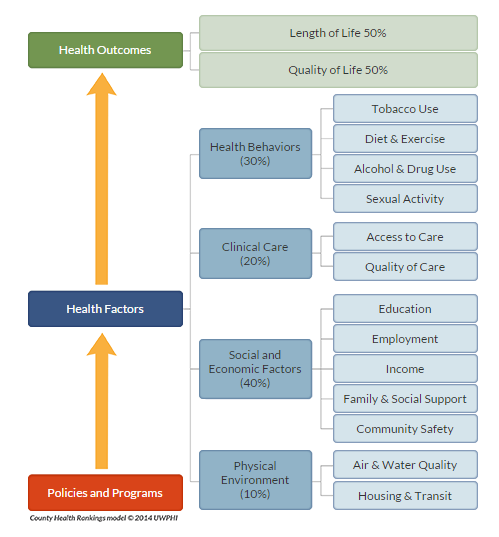 Health Outcomes
Length of Life 50%
Quality of Life 50%
Health Behaviors
(30%)
Tobacco Use
Diet & Exercise
Alcohol & Drug Use
Sexual Activity
Clinical Care
(20%)
Access to Care
Quality of Care
Health Factors
Social and
Economic Factors
(40%)
Education
Employment
Income
Family & Social Support
Community Safety
Physical
Environment
(10%)
Air & Water Quality
Housing & Transit
Policies and Programs
County Health Rankings model © 2014 UWPHI